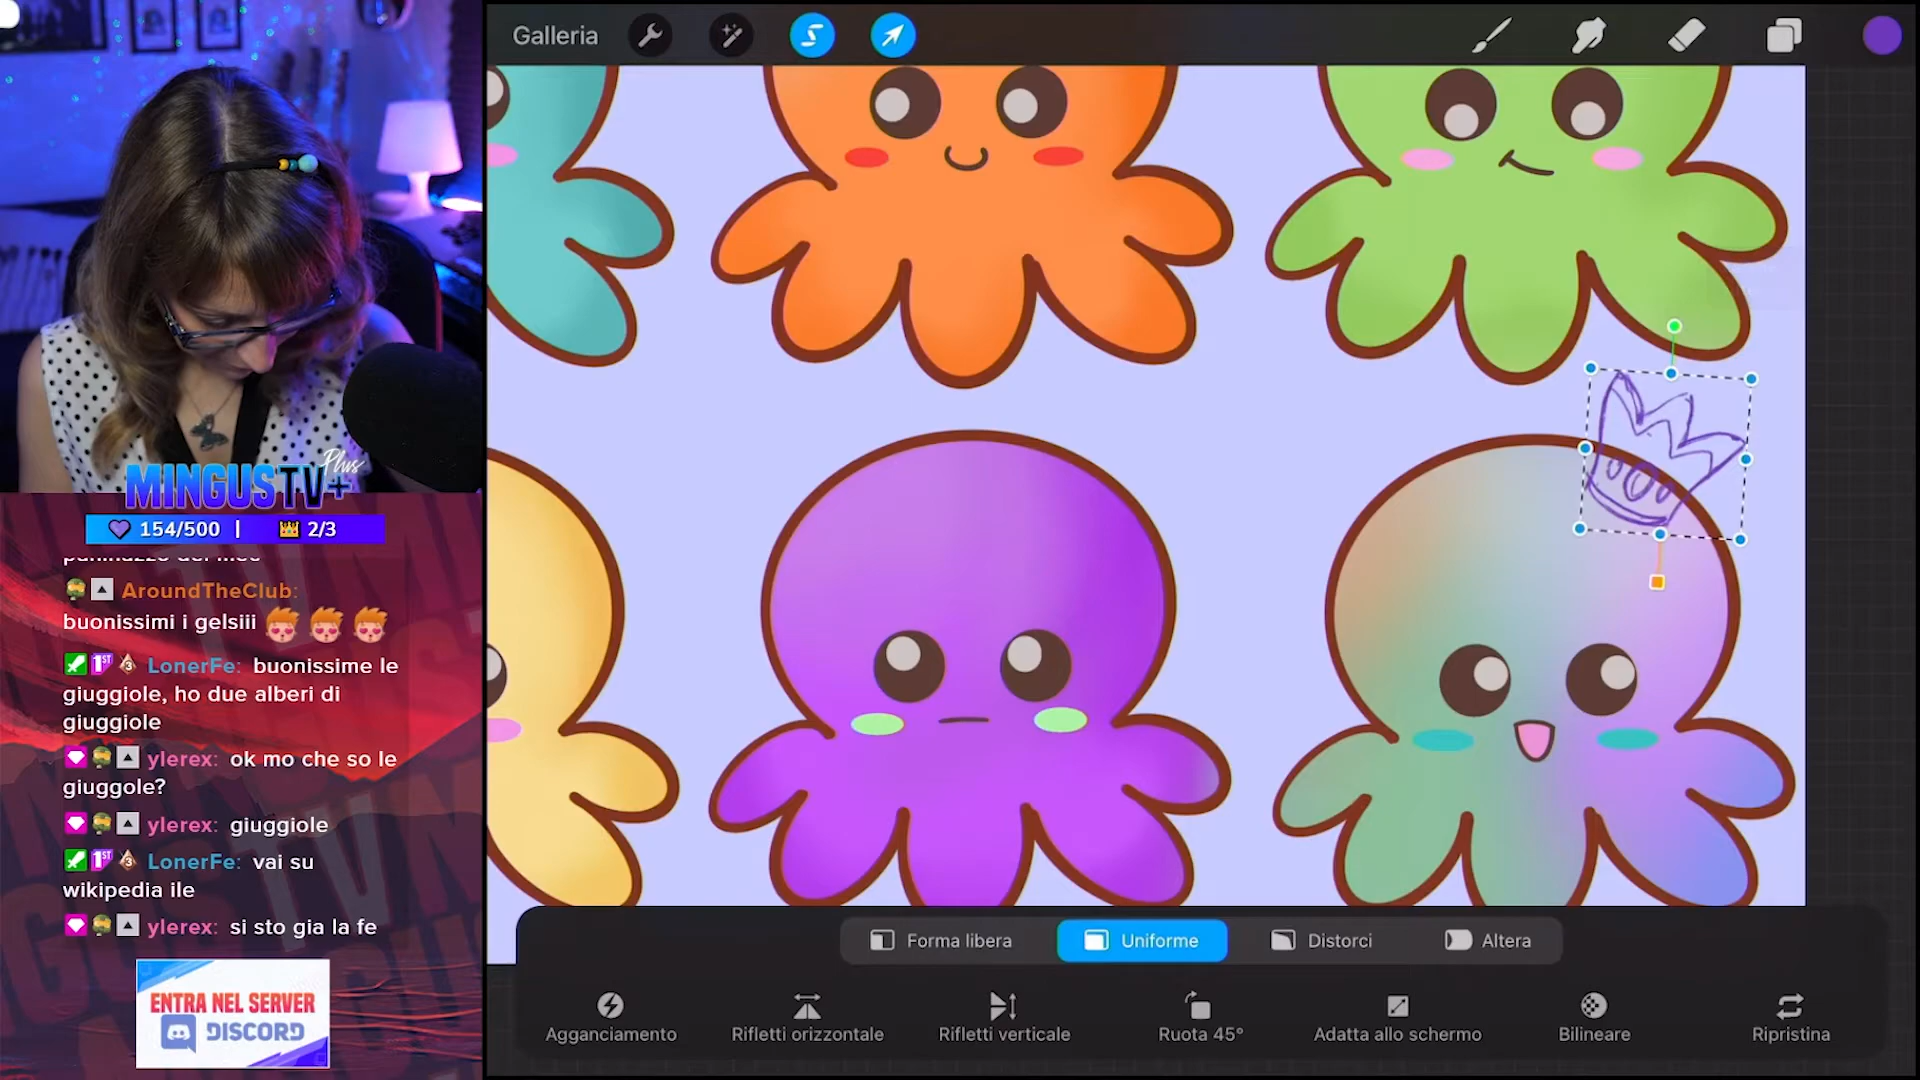 Galleria
MINGUSTV+
Plus
154/500 | 2/3
AroundTheClub:
buonissimi i gelsiii
LonerFe: buonissime le
giuggiole, ho due alberi di
giuggiole
ylerex: ok mo che so le
giuggole?
ylerex: giuggiole
LonerFe: vai su
wikipedia ile
ylerex: si sto gia la fe
ENTRA NEL SERVER
DISCORD
Forma libera
Uniforme
Distorci
Altera
Agganciamento
Rifletti orizzontale
Rifletti verticale
Ruota 45°
Adatta allo schermo
Bilineare
Ripristina